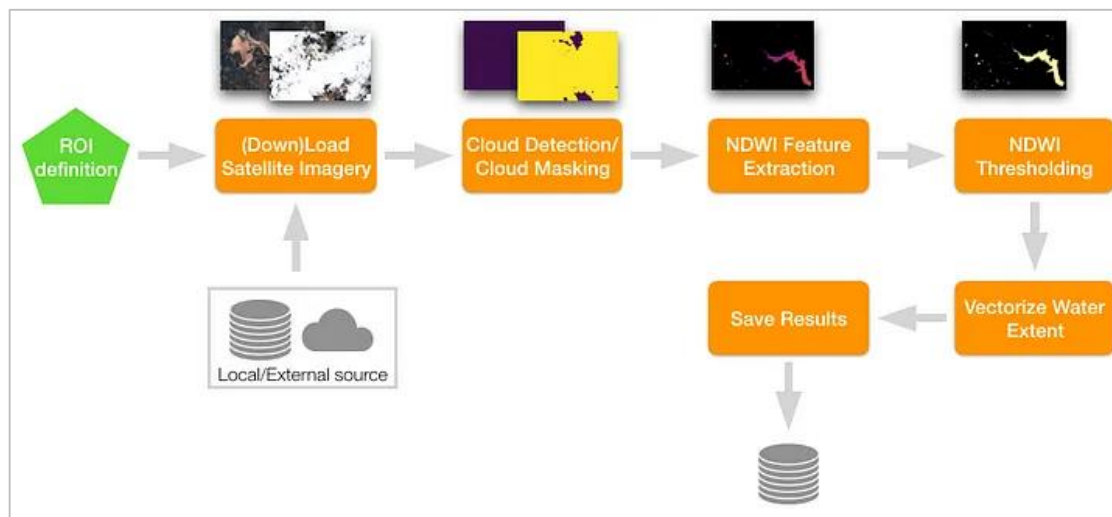 ROI
definition
(Down)Load
Satellite Imagery
Cloud Detection/
Cloud Masking
NDWI Feature
Extraction
NDWI
Thresholding
Local/External source
Save Results
Vectorize Water
Extent